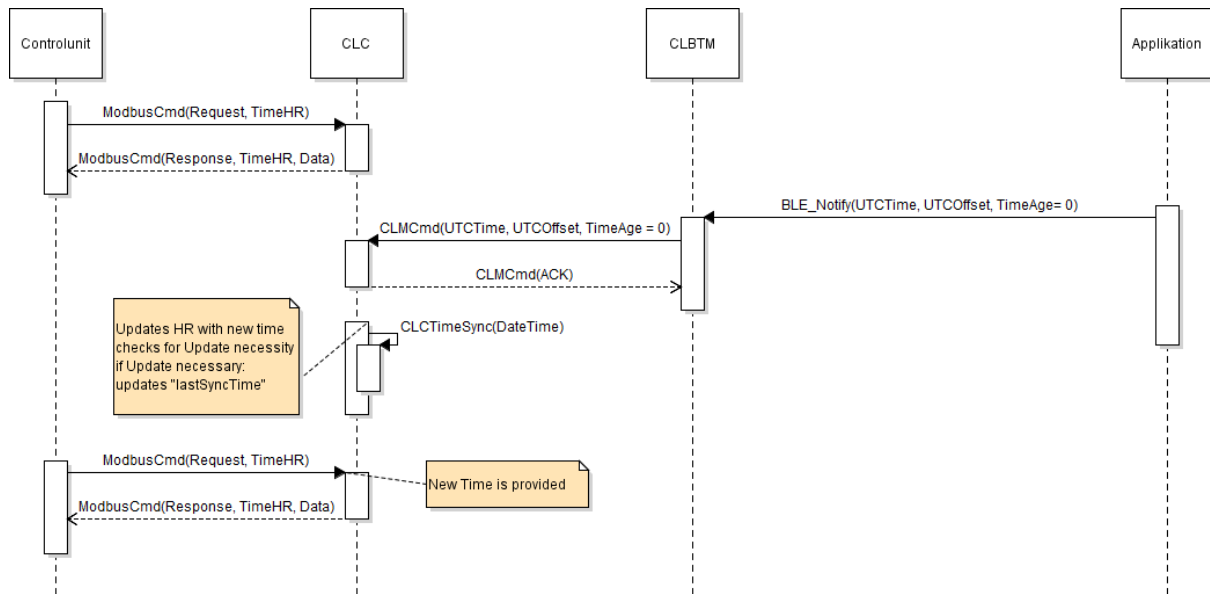 Controlunit
CLC
CLBTM
Applikation
ModbusCmd(Request, TimeHR)
ModbusCmd(Response, TimeHR, Data)
BLE_Notify(UTCTime, UTCOffset, TimeAge= 0)
CLMCmd(UTCTime, UTCOffset, TimeAge = 0)
CLMCmd(ACK)
Updates HR with new time
checks for Update necessity
if Update necessary:
updates "lastSyncTime"
CLCTimeSync(DateTime)
ModbusCmd(Request, TimeHR)
New Time is provided
ModbusCmd(Response, TimeHR, Data)